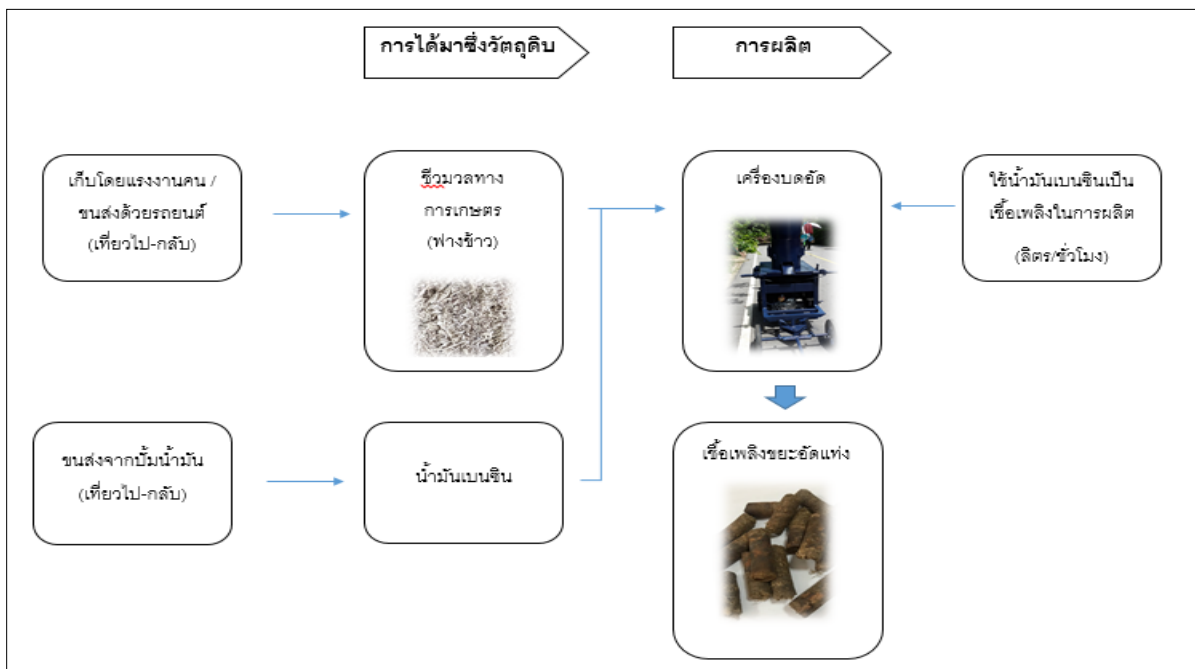 การได้มาซึ่งวัตถุดิบ
การผลิต
เก็บโดยแรงงานคน /
ขนส่งด้วยรถยนต์
(เที่ยวไป-กลับ)
ชีวมวลทาง
การเกษตร
(ฟางข้าว)
เครื่องบดอัด
ใช้น้ำมันเบนซินเป็น
เชื้อเพลิงในการผลิต
(ลิตร/ชั่วโมง)
ขนส่งจากปั้มน้ำมัน
(เที่ยวไป-กลับ)
น้ำมันเบนซิน
เชื้อเพลิงขยะอัดแท่ง